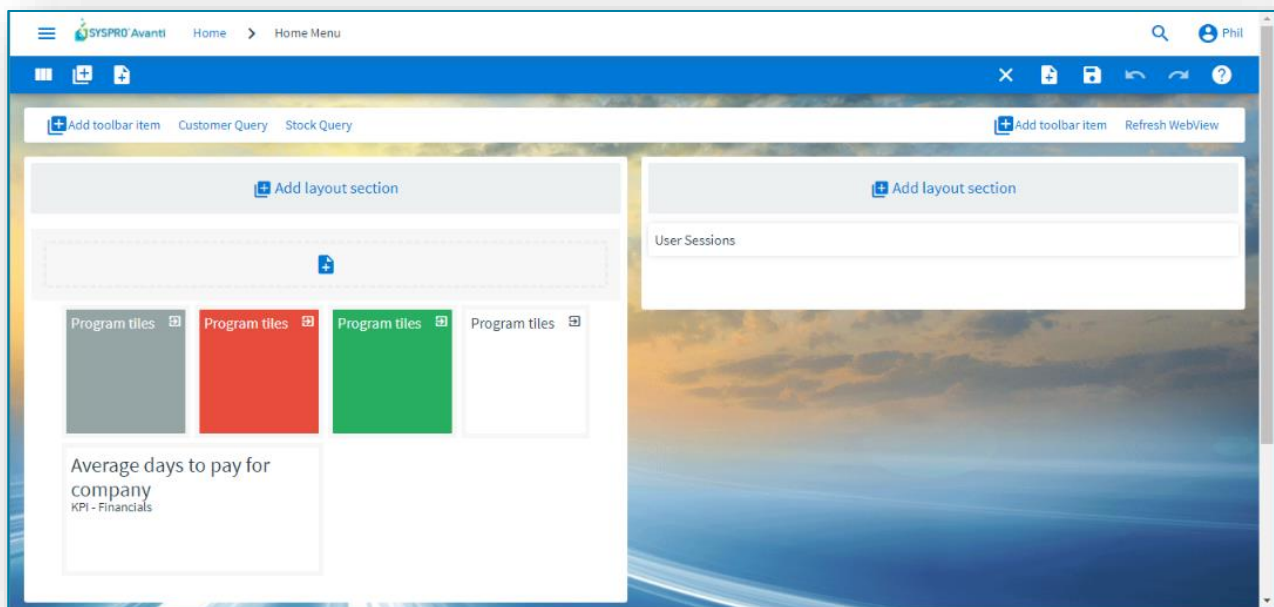 SYSPRO Avanti Home > Home Menu Phil
Add toolbar item Customer Query Stock Query Add toolbar item Refresh WebView
Add layout section
Add layout section
User Sessions
Program tiles Program tiles Program tiles Program tiles
Average days to pay for
company
KPI - Financials